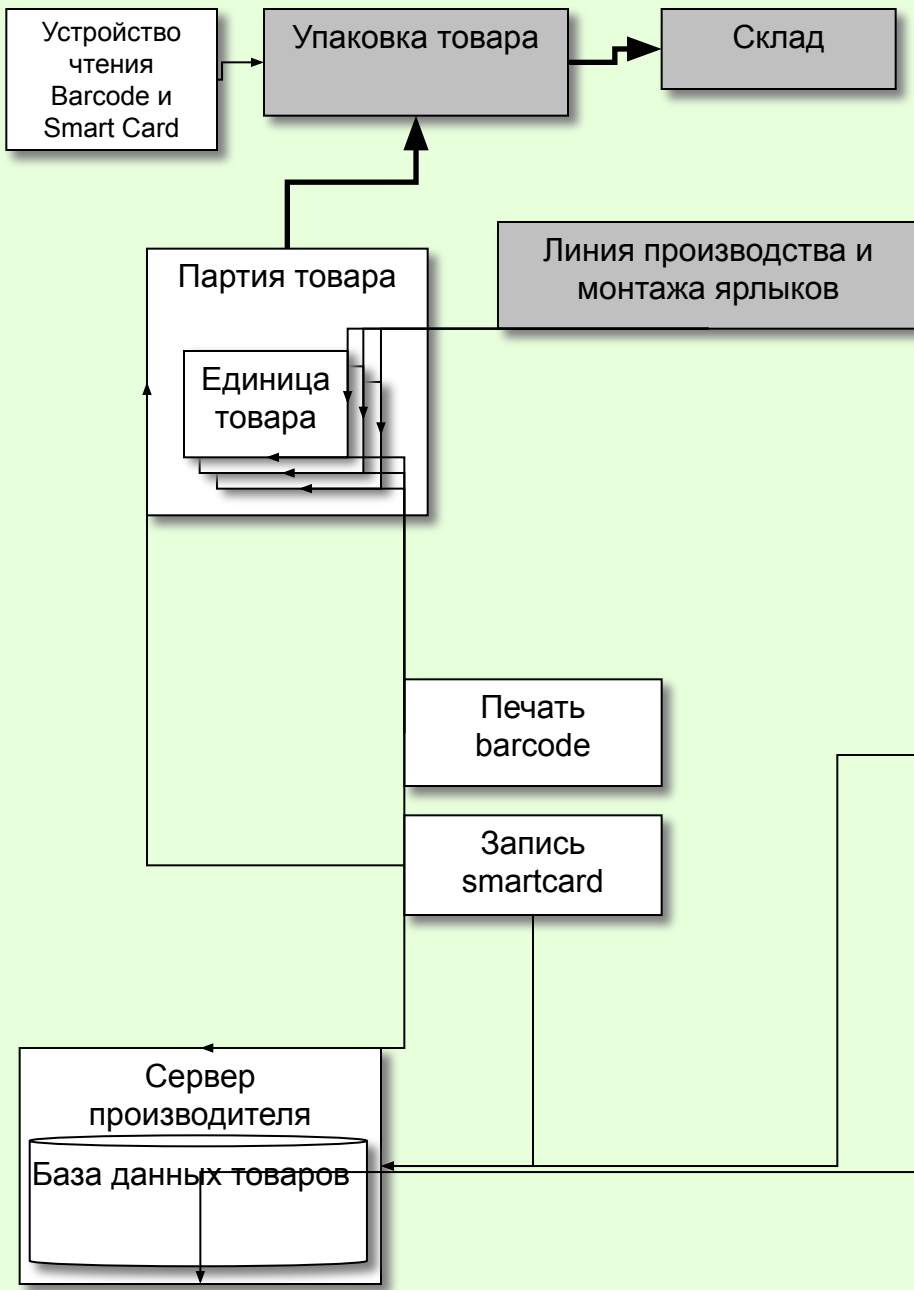 Устройство
чтения
Barcode и
Smart Card
Упаковка товара
Склад
Линия производства и
монтажа ярлыков
Партия товара
Единица
товара
Печать
barcode
Запись
smartcard
Сервер
производителя
База данных товаров